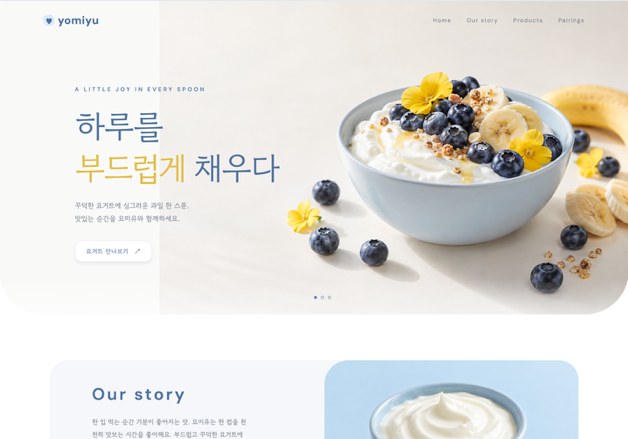 yomiyu
Home Our story Products Pairings
A LITTLE JOY IN EVERY SPOON
하루를
부드럽게 채우다
꾸덕한 요거트에 싱그러운 과일 한 스푼.
맛있는 순간을 요미유와 함께하세요.
요거트 만나보기 ↗
Our story
한 입 먹는 순간 기분이 좋아지는 맛. 요미유는 한 컵을 천
천히 맛보는 시간을 좋아해요. 부드럽고 꾸덕한 요거트에